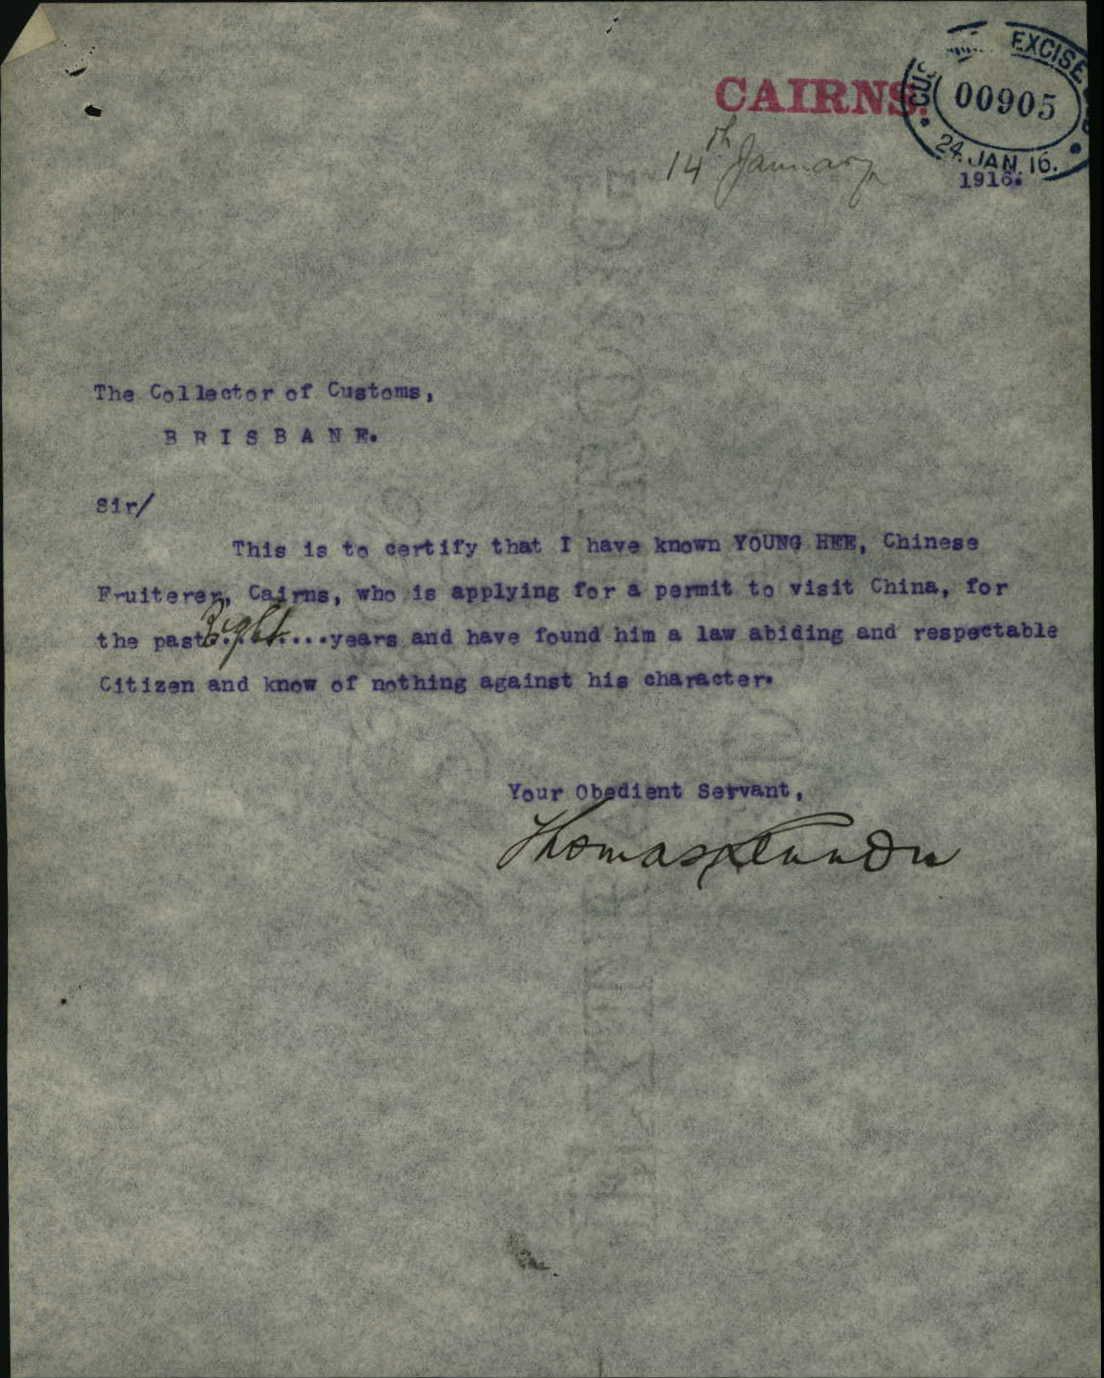 CUS EXCISE
00905
24. JAN. 16.
CAIRNS.
14th January 1916.
The Collector of Customs,
B R I S B A N E.
Sir/
This is to certify that I have known YOUNG HEE, Chinese
Fruiterer, Cairns, who is applying for a permit to visit China, for
the past Eight....years and have found him a law abiding and respectable
Citizen and know of nothing against his character.
Your Obedient Servant,
Thomas